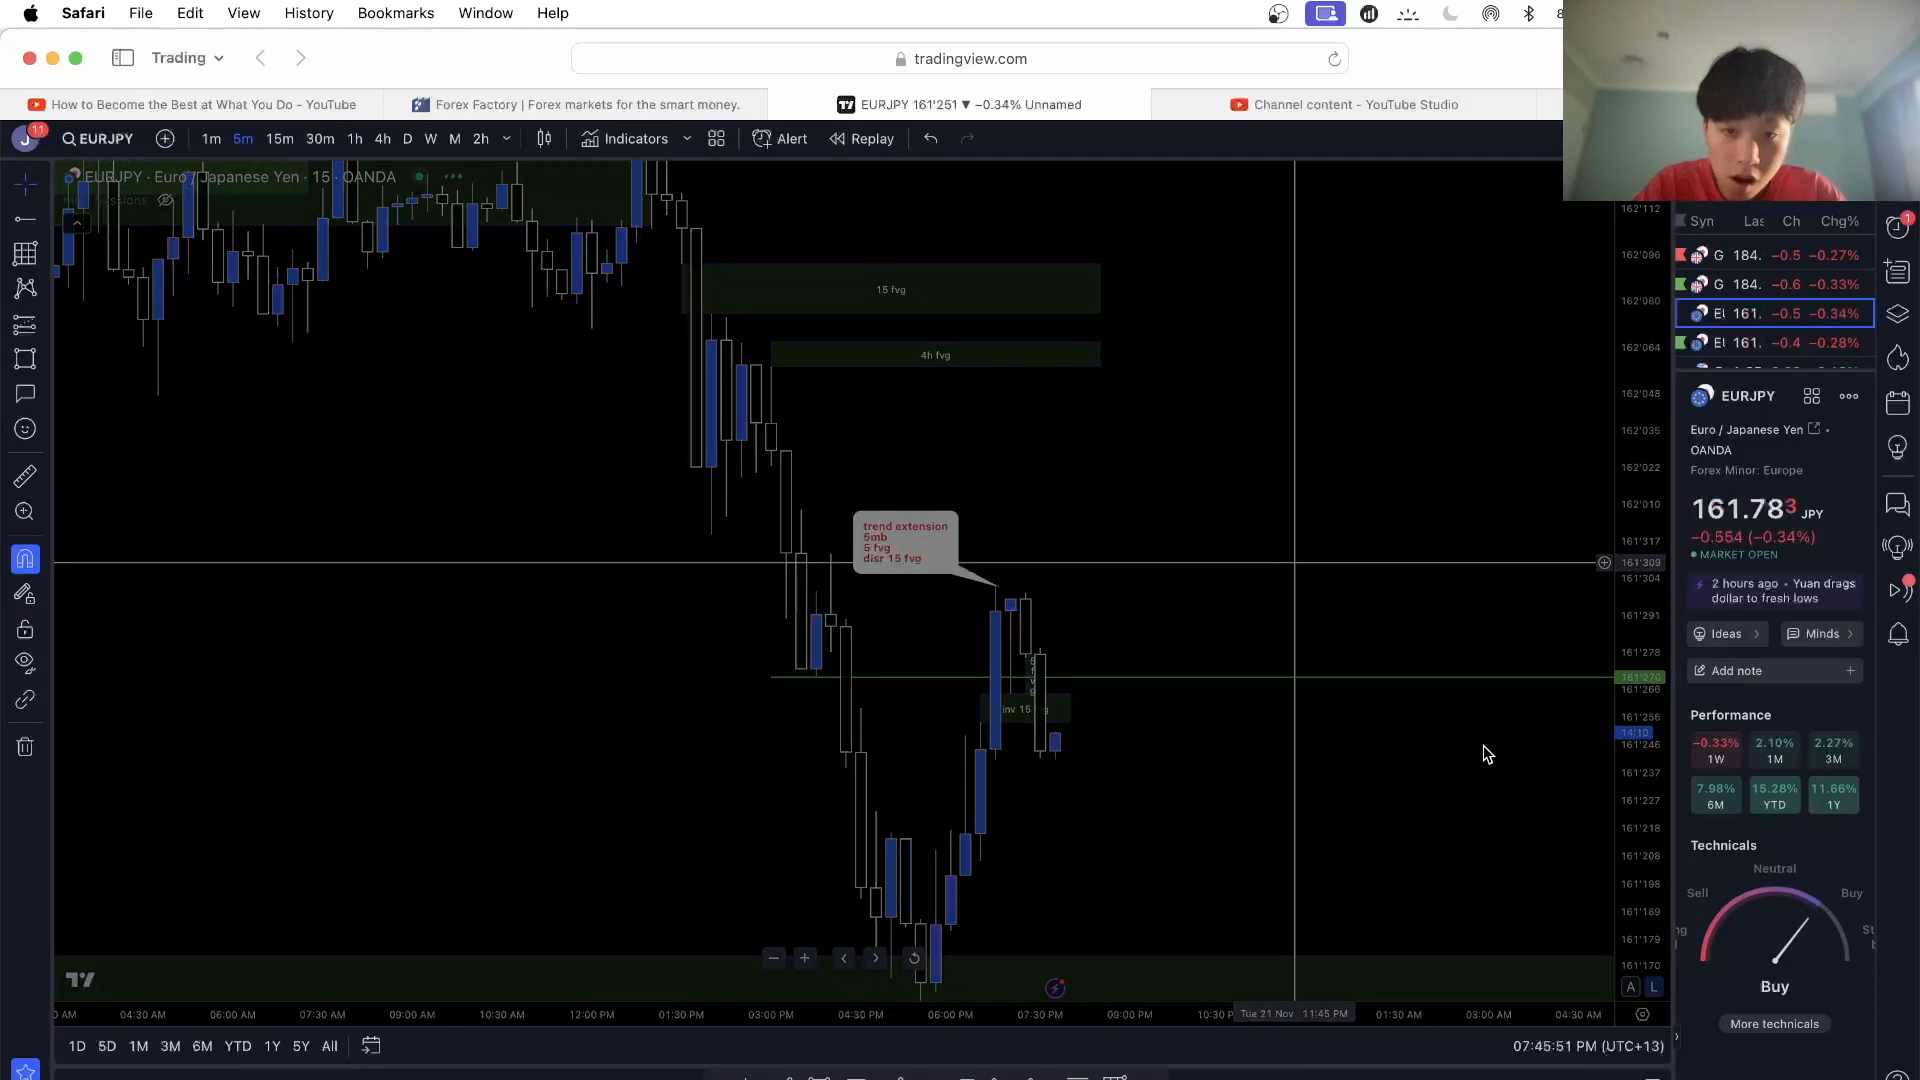 Safari File Edit View History Bookmarks Window Help
Trading
tradingview.com
How to Become the Best at What You Do - YouTube
Forex Factory | Forex markets for the smart money.
EURJPY 161'251 ▼ −0.34% Unnamed
Channel content - YouTube Studio
J 11 EURJPY 1m 5m 15m 30m 1h 4h D W M 2h Indicators Alert Replay
EURJPY · Euro / Japanese Yen · 15 · OANDA
15 fvg
4h fvg
trend extension
5mb
5 fvg
disr 15 fvg
5 fvg
inv 15 fvg
162'112
162'096
162'080
162'064
162'048
162'035
162'022
162'010
161'317
161'309
161'304
161'291
161'278
161'270
161'266
161'256
14:10
161'246
161'237
161'227
161'218
161'208
161'198
161'189
161'179
161'170
A L
04:30 AM 06:00 AM 07:30 AM 09:00 AM 10:30 AM 12:00 PM 01:30 PM 03:00 PM 04:30 PM 06:00 PM 07:30 PM 09:00 PM 10:30 P Tue 21 Nov 11:45 PM 01:30 AM 03:00 AM 04:30 AM
1D 5D 1M 3M 6M YTD 1Y 5Y All
07:45:51 PM (UTC+13)
Syn Las Ch Chg%
G 184. −0.5 −0.27%
G 184. −0.6 −0.33%
EU 161. −0.5 −0.34%
EU 161. −0.4 −0.28%
1
EURJPY
Euro / Japanese Yen
OANDA
Forex Minor: Europe
161.783 JPY
−0.554 (−0.34%)
MARKET OPEN
2 hours ago • Yuan drags
dollar to fresh lows
Ideas Minds
Add note
Performance
−0.33% 2.10% 2.27%
1W 1M 3M
7.98% 15.28% 11.66%
6M YTD 1Y
Technicals
Neutral
Sell Buy
Buy
More technicals